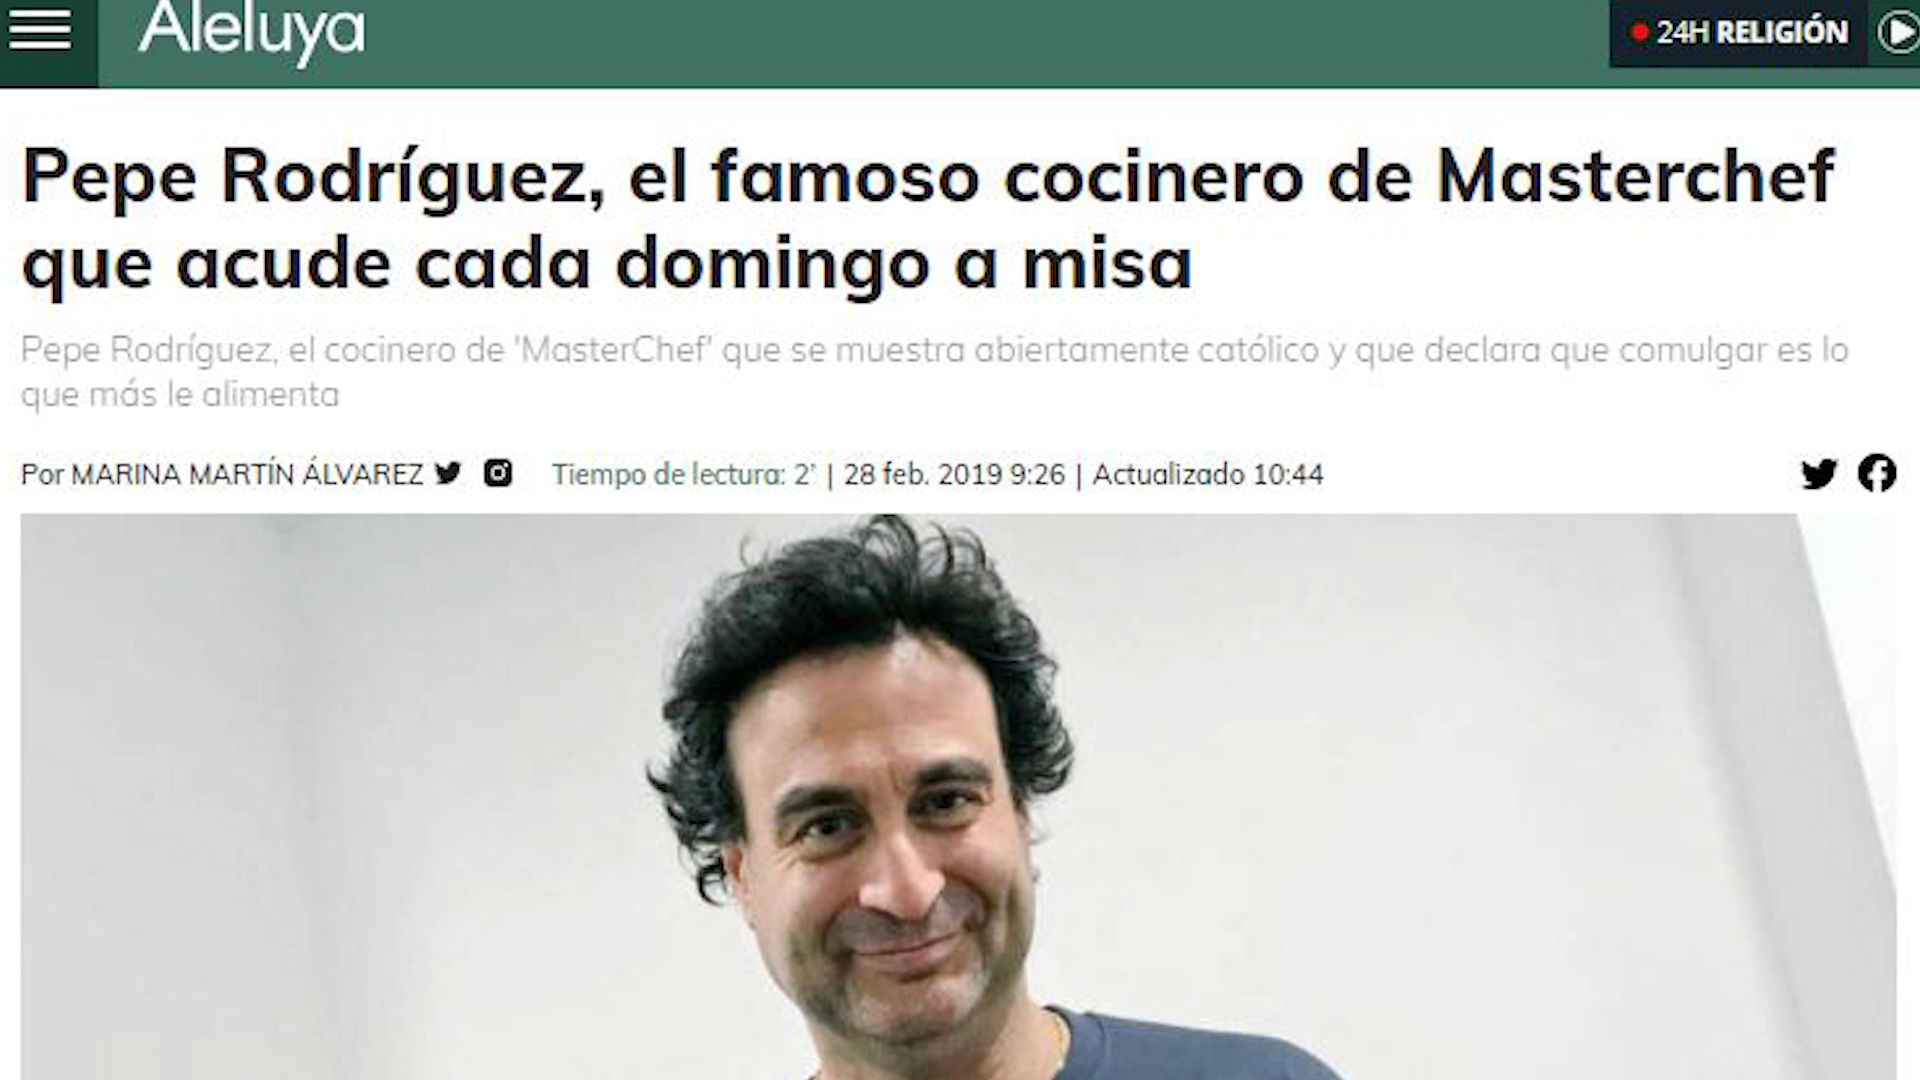 Aleluya
24H RELIGIÓN
Pepe Rodríguez, el famoso cocinero de Masterchef
que acude cada domingo a misa
Pepe Rodríguez, el cocinero de 'MasterChef' que se muestra abiertamente católico y que declara que comulgar es lo
que más le alimenta
Por MARINA MARTÍN ÁLVAREZ Tiempo de lectura: 2' | 28 feb. 2019 9:26 | Actualizado 10:44